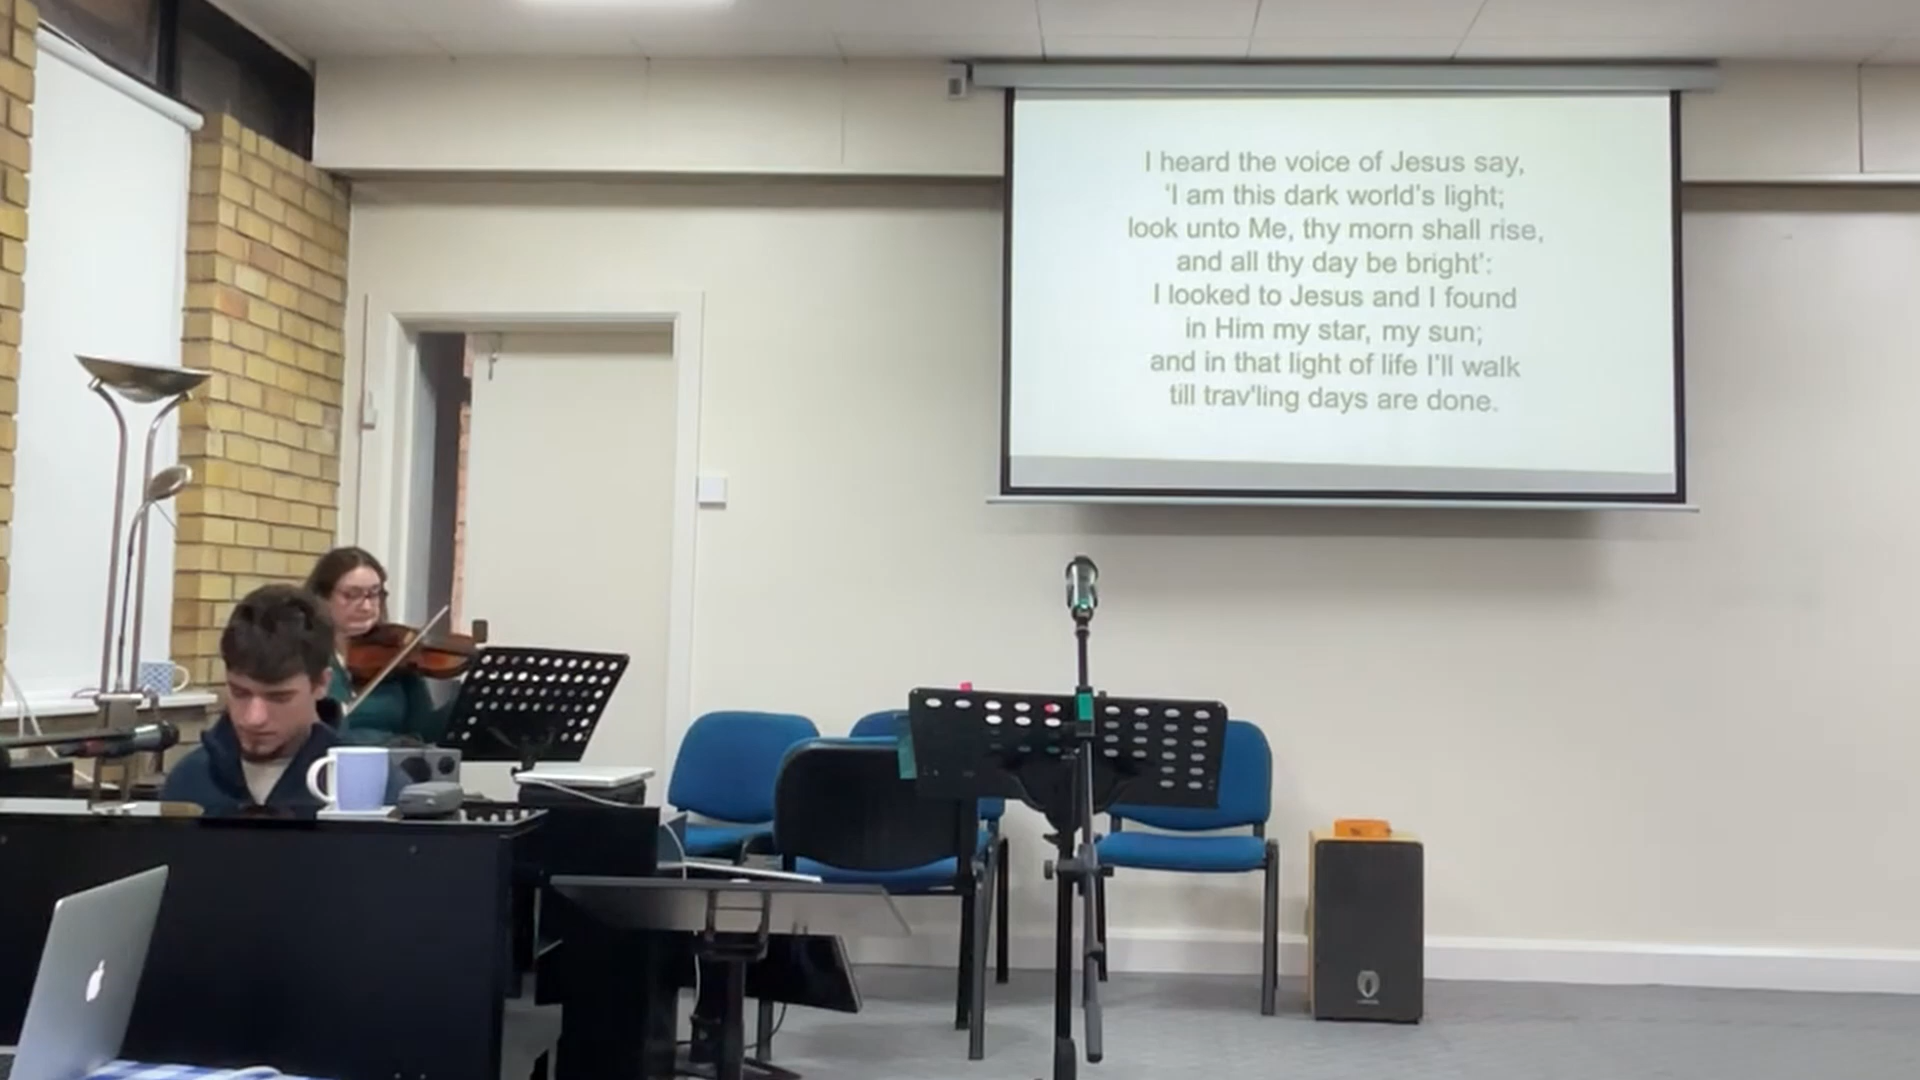 I heard the voice of Jesus say,
‘I am this dark world’s light;
look unto Me, thy morn shall rise,
and all thy day be bright’:
I looked to Jesus and I found
in Him my star, my sun;
and in that light of life I’ll walk
till trav'ling days are done.